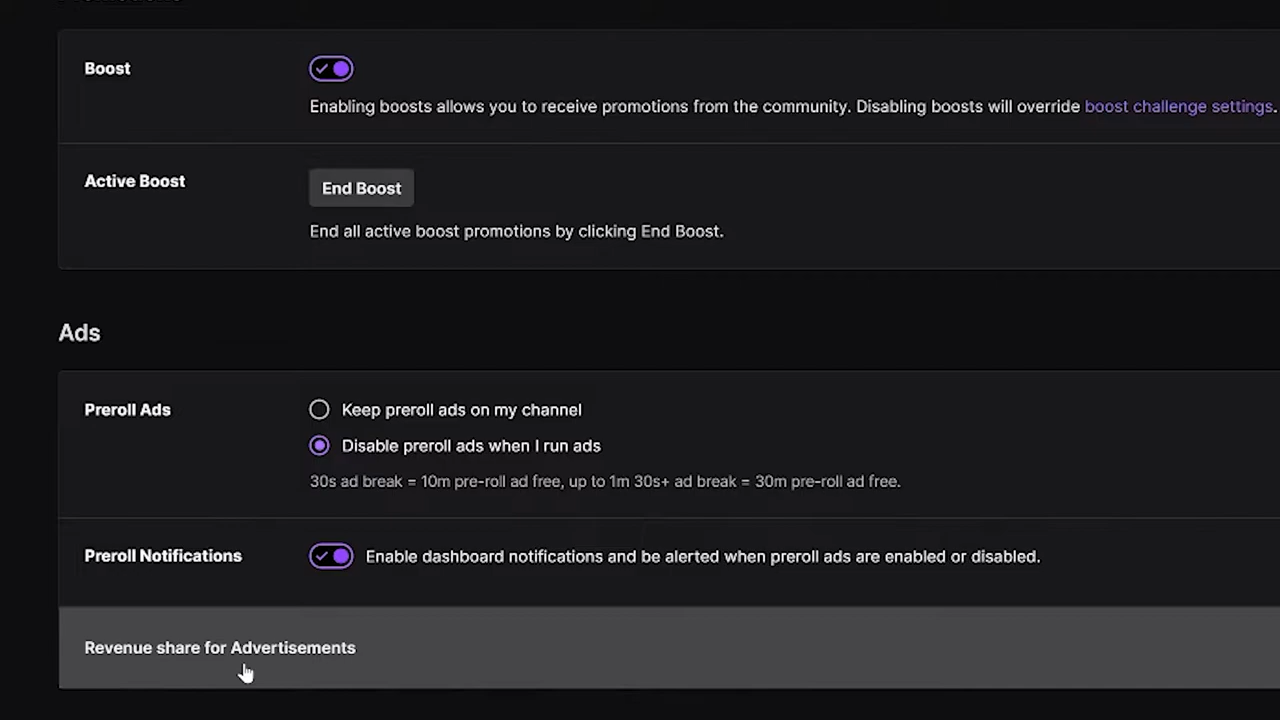 Boost
Enabling boosts allows you to receive promotions from the community. Disabling boosts will override boost challenge settings.
Active Boost
End Boost
End all active boost promotions by clicking End Boost.
Ads
Preroll Ads
Keep preroll ads on my channel
Disable preroll ads when I run ads
30s ad break = 10m pre-roll ad free, up to 1m 30s+ ad break = 30m pre-roll ad free.
Preroll Notifications
Enable dashboard notifications and be alerted when preroll ads are enabled or disabled.
Revenue share for Advertisements